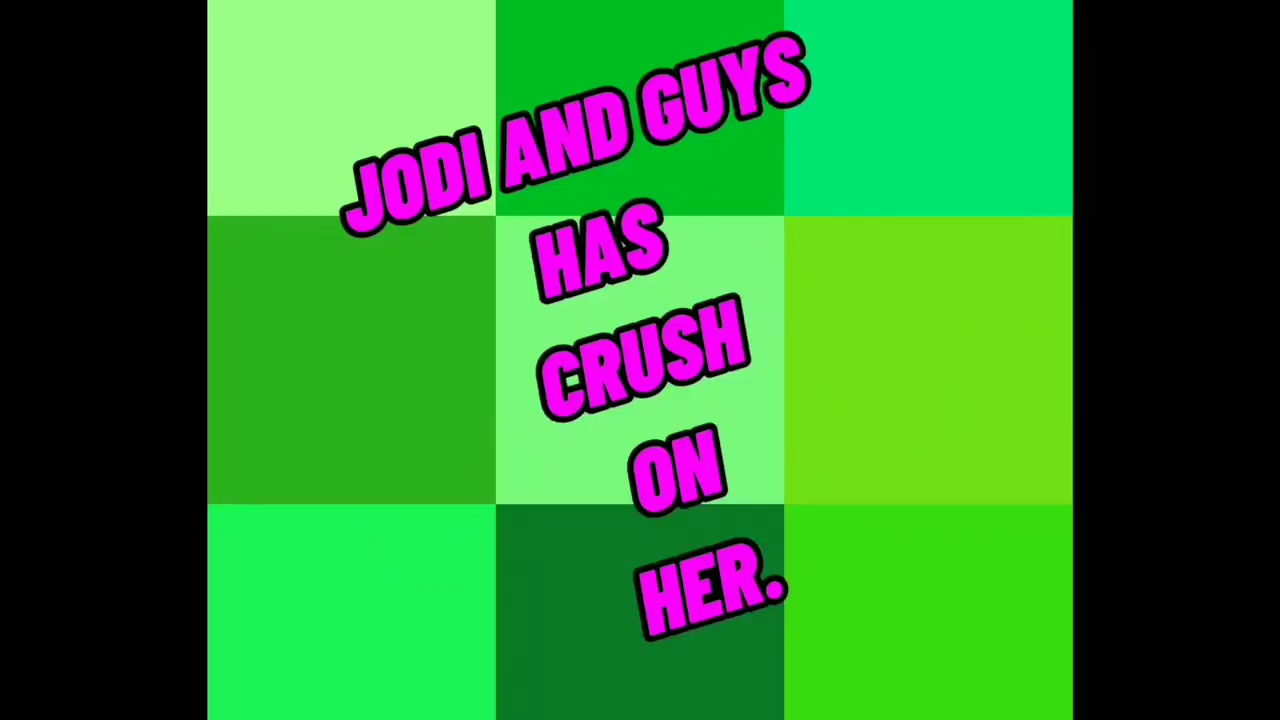 JODI AND GUYS
HAS
CRUSH
ON
HER.